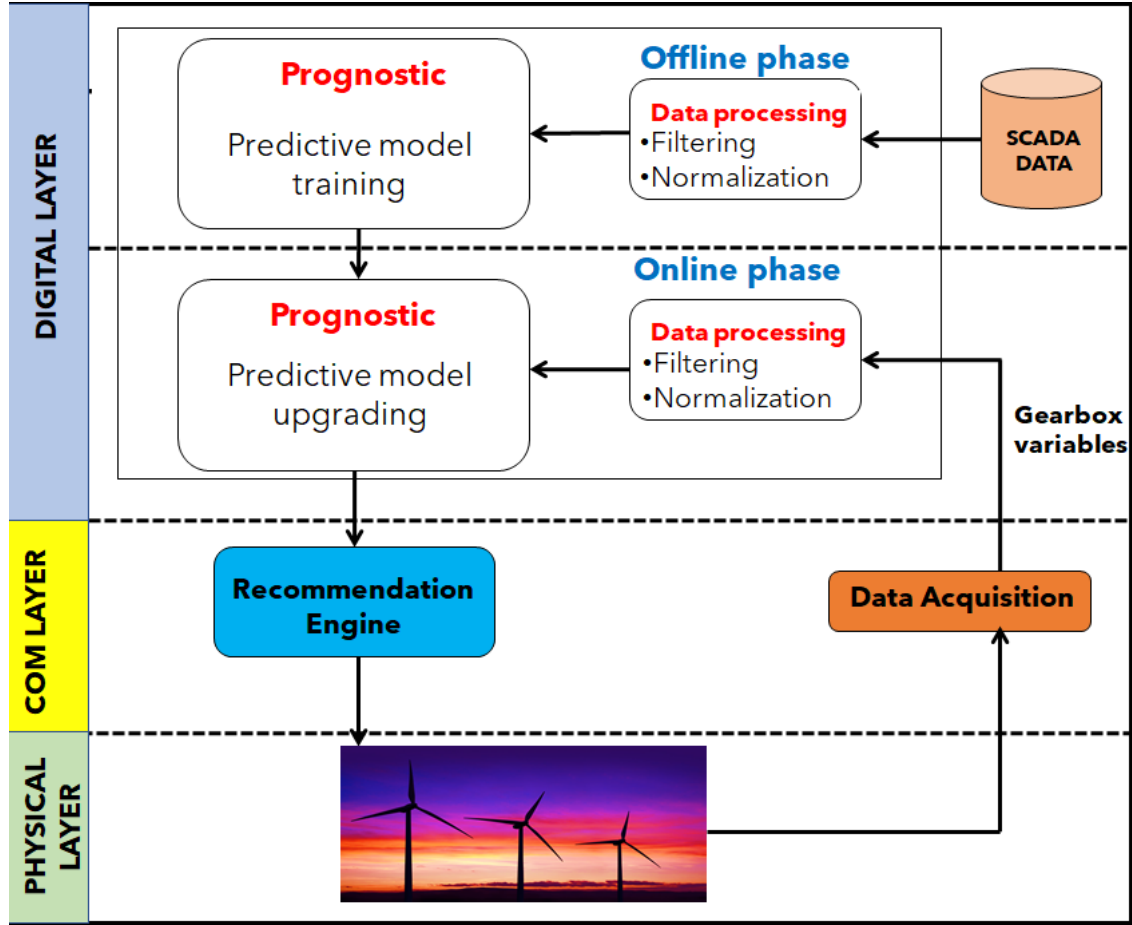 DIGITAL LAYER
Offline phase
Prognostic
Predictive model
training
Data processing
•Filtering
•Normalization
SCADA
DATA
Online phase
Prognostic
Predictive model
upgrading
Data processing
•Filtering
•Normalization
Gearbox
variables
COM LAYER
Recommendation
Engine
Data Acquisition
PHYSICAL
LAYER